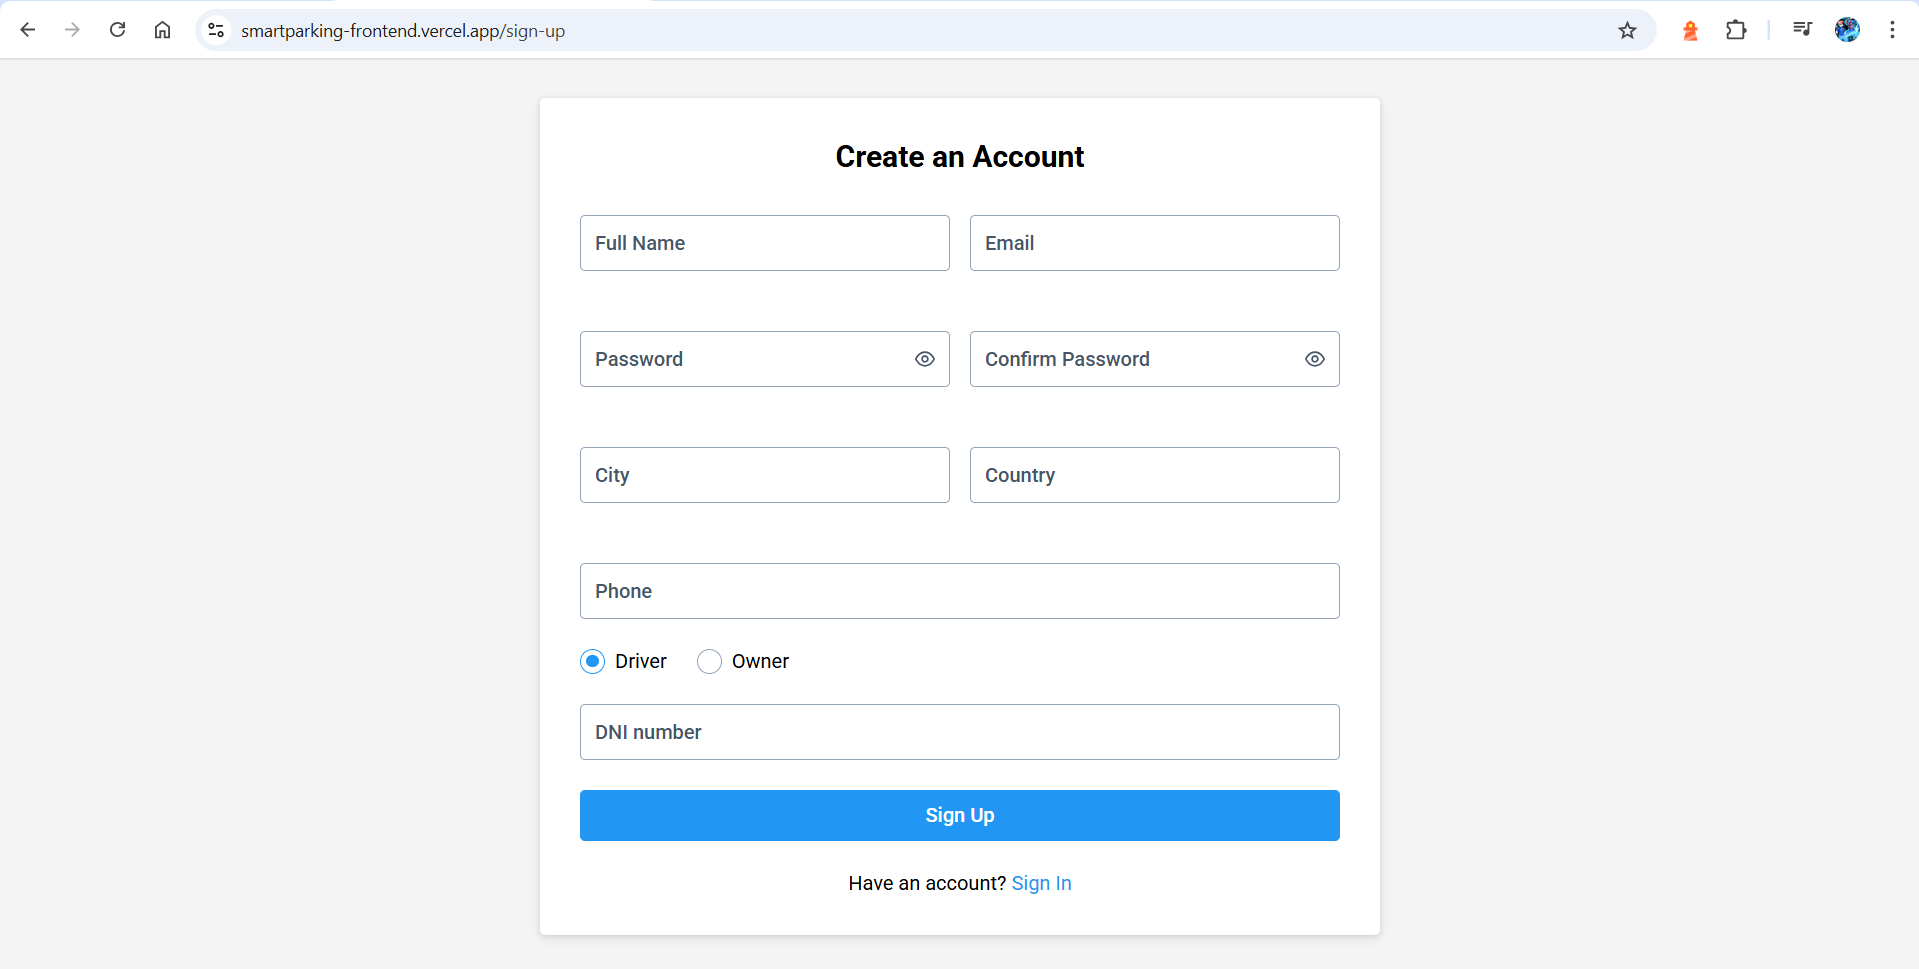 smartparking-frontend.vercel.app/sign-up
Create an Account
Full Name
Email
Password
Confirm Password
City
Country
Phone
Driver
Owner
DNI number
Sign Up
Have an account? Sign In